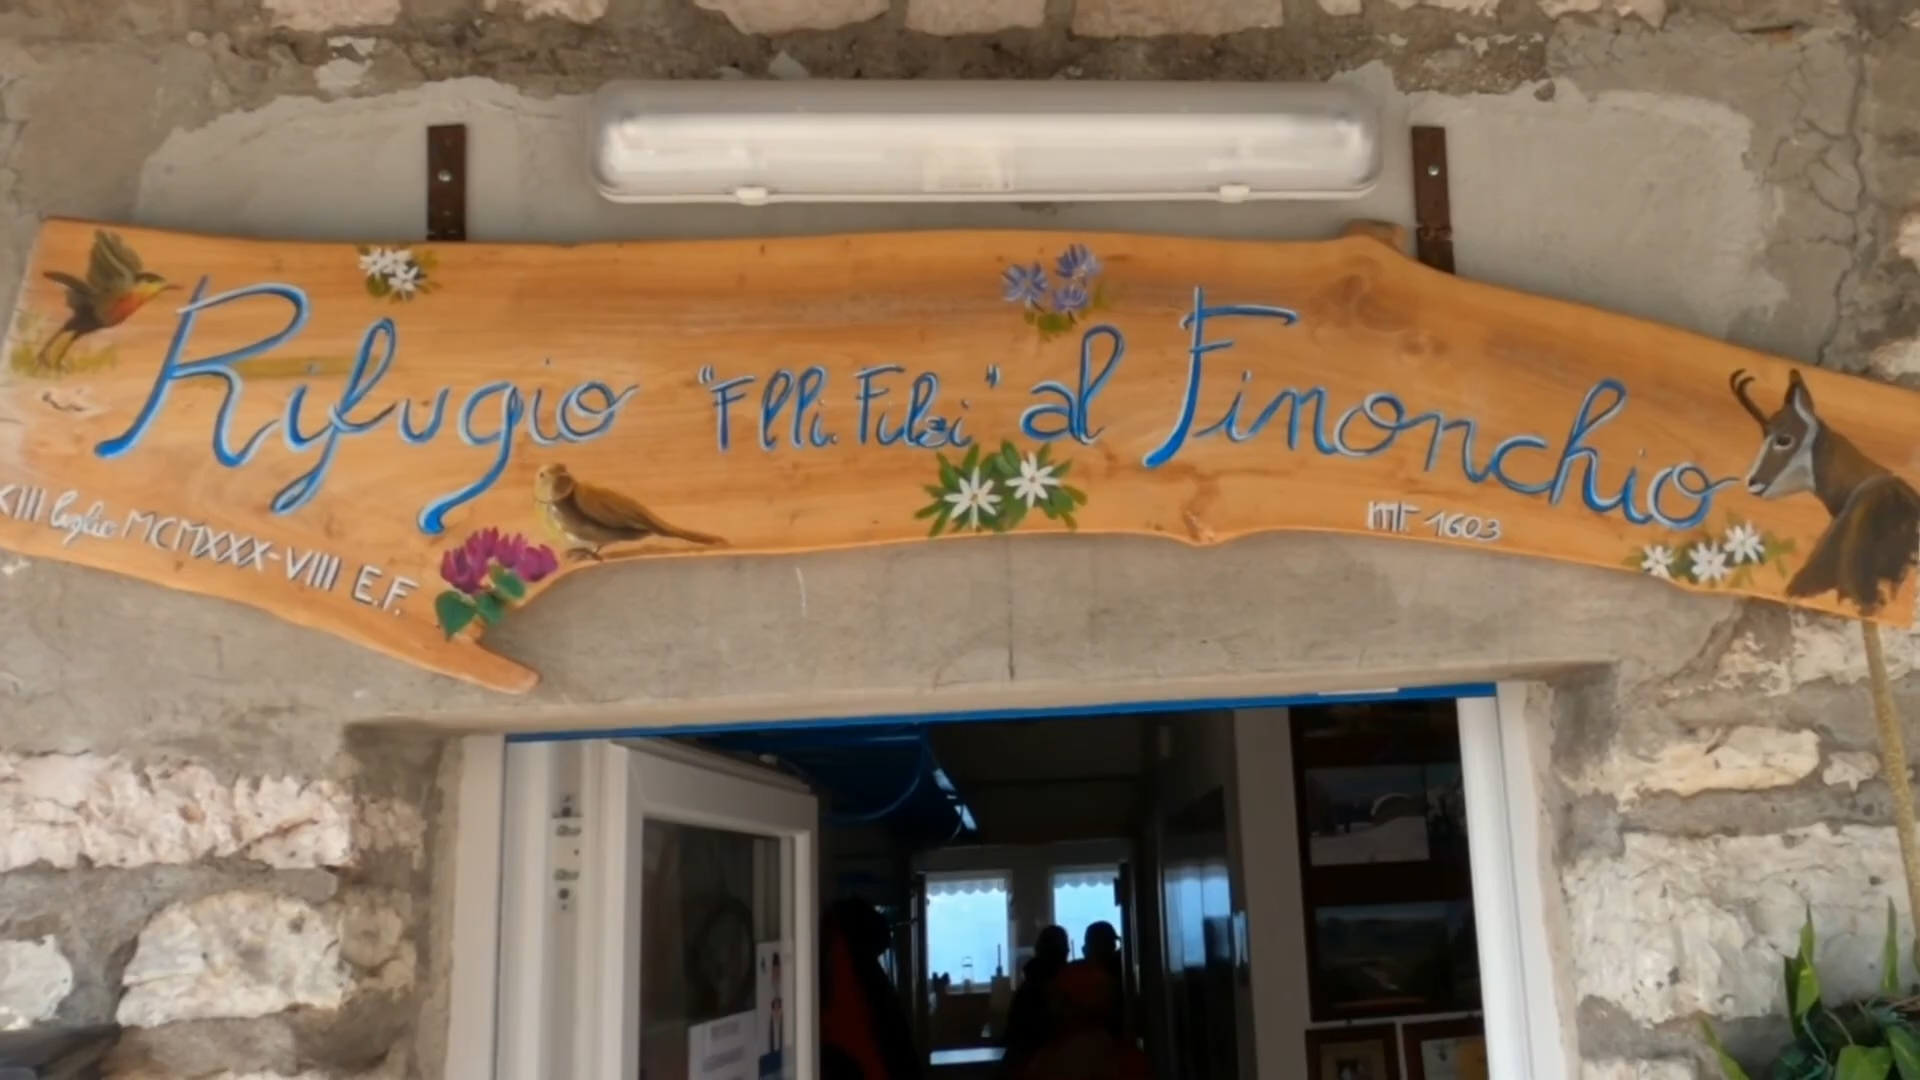 Rifugio "F.lli. Filzi" al Finonchio
mt. 1603
XIII luglio MCMXXX-VIII E.F.